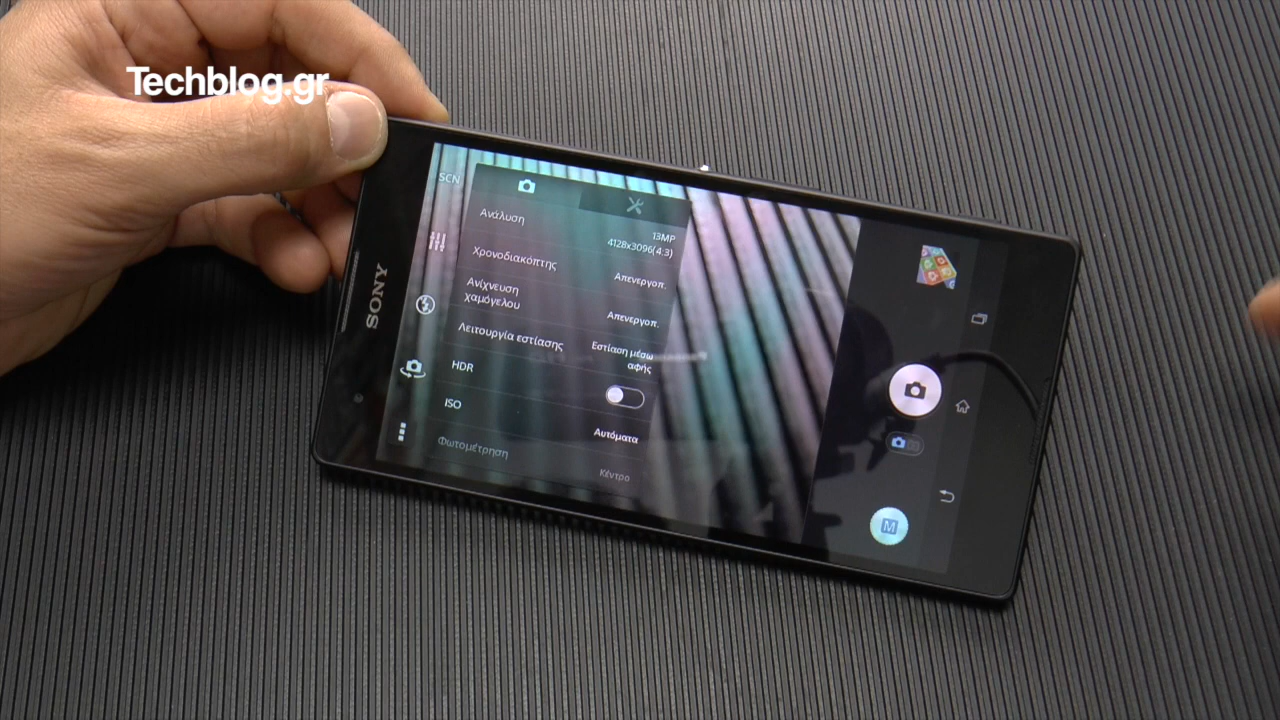 Techblog.gr
SONY
SCN
Ανάλυση
13MP
4128x3096(4:3)
Χρονοδιακόπτης
Απενεργοπ.
Ανίχνευση
χαμόγελου
Απενεργοπ.
Λειτουργία εστίασης
Εστίαση μέσω
αφής
HDR
ISO
Αυτόματα
Φωτομέτρηση
Κέντρο
M